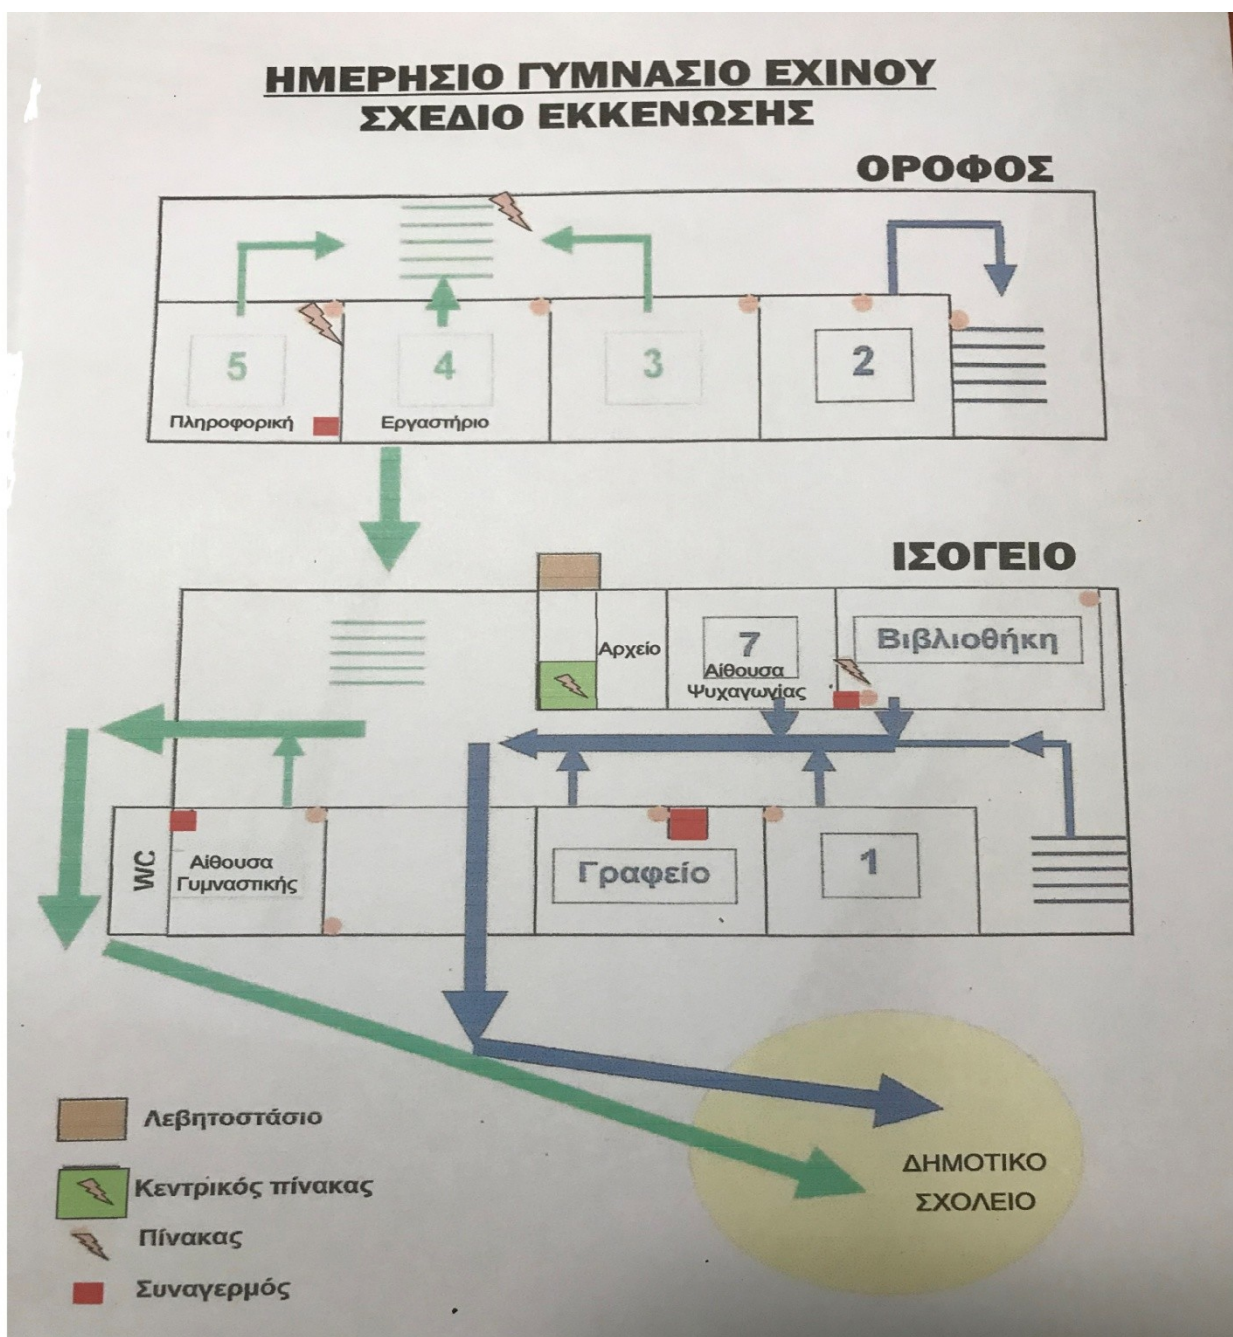 ΗΜΕΡΗΣΙΟ ΓΥΜΝΑΣΙΟ ΕΧΙΝΟΥ
ΣΧΕΔΙΟ ΕΚΚΕΝΩΣΗΣ
ΟΡΟΦΟΣ
5
4
3
2
Πληροφορική
Εργαστήριο
ΙΣΟΓΕΙΟ
Αρχείο
7
Αίθουσα
Ψυχαγωγίας
Βιβλιοθήκη
WC
Αίθουσα
Γυμναστικής
Γραφείο
1
Λεβητοστάσιο
Κεντρικός πίνακας
Πίνακας
Συναγερμός
ΔΗΜΟΤΙΚΟ
ΣΧΟΛΕΙΟ